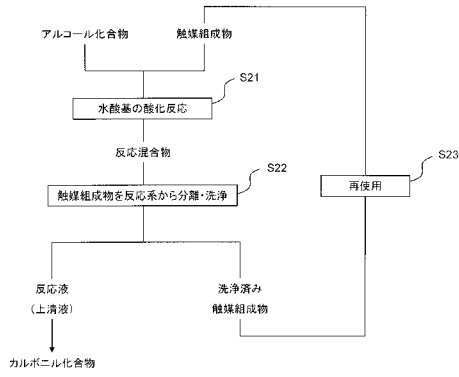 アルコール化合物
触媒組成物
S21
水酸基の酸化反応
反応混合物
S22
触媒組成物を反応系から分離・洗浄
S23
再使用
反応液
(上清液)
洗浄済み
触媒組成物
カルボニル化合物